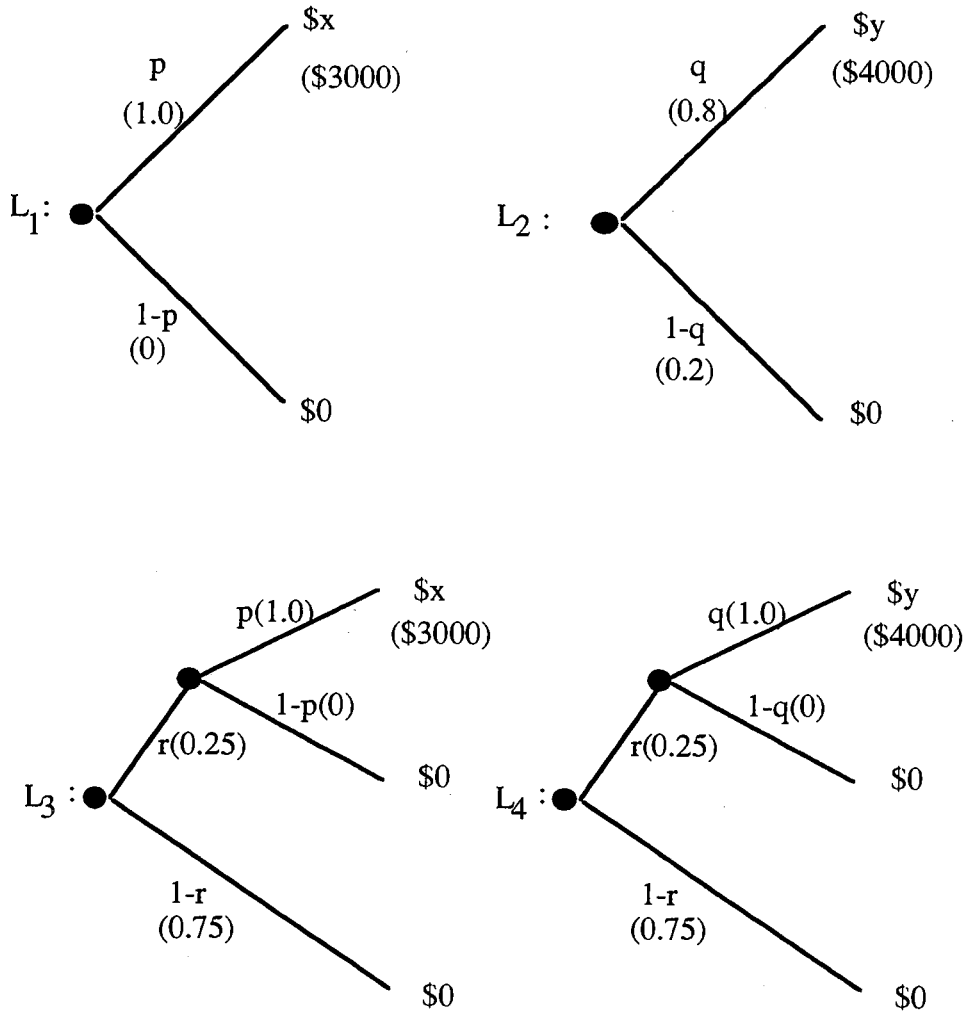 $x
p
($3000)
(1.0)
L1:
1-p
(0)
$0
$y
q
($4000)
(0.8)
L2 :
1-q
(0.2)
$0
$x
p(1.0)
($3000)
1-p(0)
r(0.25)
$0
L3 :
1-r
(0.75)
$0
$y
q(1.0)
($4000)
1-q(0)
r(0.25)
$0
L4 :
1-r
(0.75)
$0